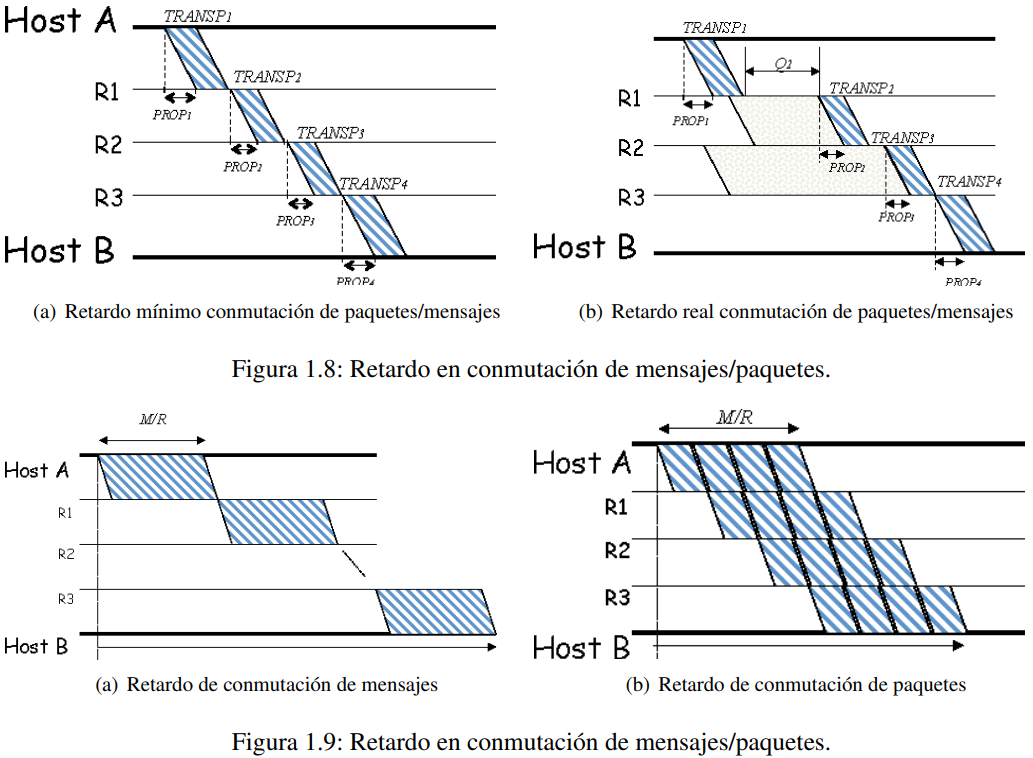 Host A
TRANSP1
R1
PROP1
TRANSP2
R2
PROP2
TRANSP3
R3
PROP3
TRANSP4
Host B
PROP4
(a) Retardo mínimo conmutación de paquetes/mensajes
TRANSP1
Q2
R1
PROP1
TRANSP2
R2
PROP2
TRANSP3
R3
PROP3
TRANSP4
Host B
PROP4
(b) Retardo real conmutación de paquetes/mensajes
Figura 1.8: Retardo en conmutación de mensajes/paquetes.
M/R
Host A
R1
R2
R3
Host B
(a) Retardo de conmutación de mensajes
M/R
Host A
R1
R2
R3
Host B
(b) Retardo de conmutación de paquetes
Figura 1.9: Retardo en conmutación de mensajes/paquetes.